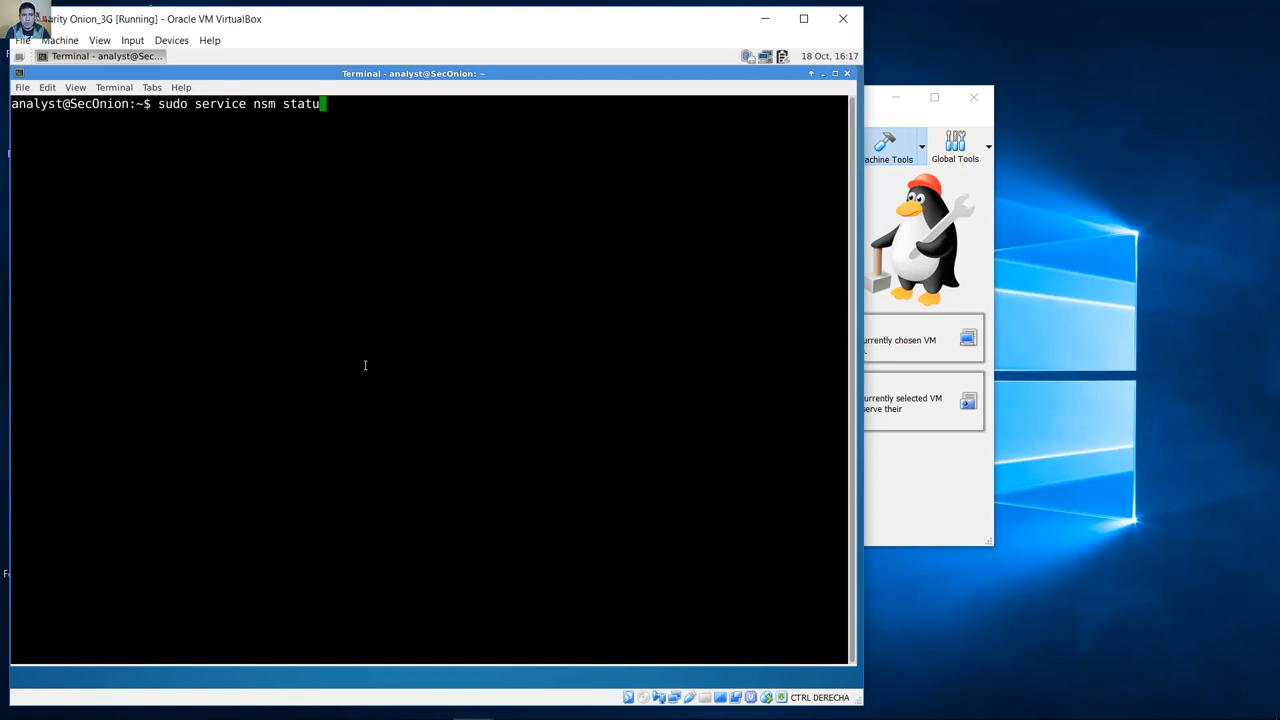 urity Onion_3G [Running] - Oracle VM VirtualBox
File Machine View Input Devices Help
Terminal - analyst@Sec...
18 Oct, 16:17
Terminal - analyst@SecOnion: ~
File Edit View Terminal Tabs Help
analyst@SecOnion:~$ sudo service nsm statu
achine Tools
Global Tools
urrently chosen VM
.
urrently selected VM
serve their
CTRL DERECHA